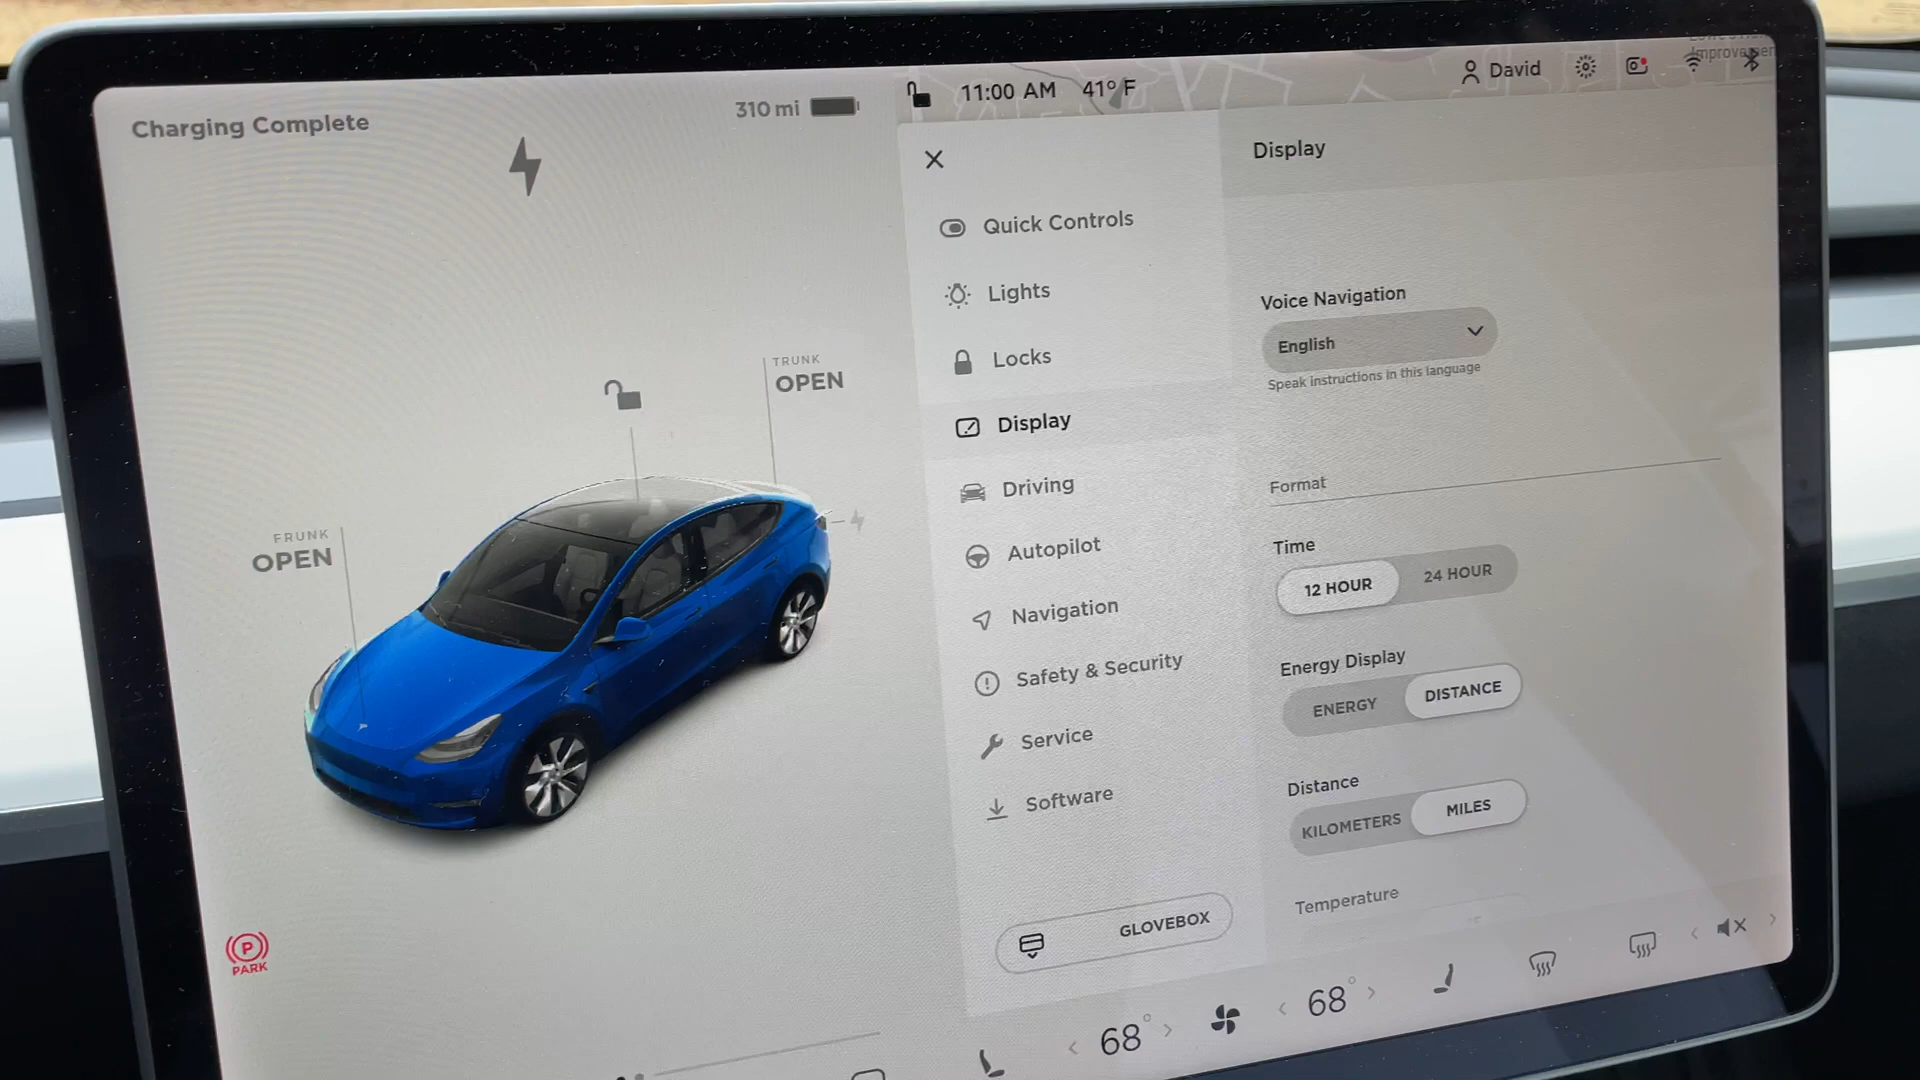 Charging Complete
310 mi
11:00 AM
41° F
David
Improvemen
Display
Quick Controls
Lights
Locks
Display
Driving
Autopilot
Navigation
Safety & Security
Service
Software
GLOVEBOX
Voice Navigation
English
Speak instructions in this language
Format
Time
12 HOUR
24 HOUR
Energy Display
ENERGY
DISTANCE
Distance
KILOMETERS
MILES
Temperature
TRUNK
OPEN
FRUNK
OPEN
P
PARK
68°
68°